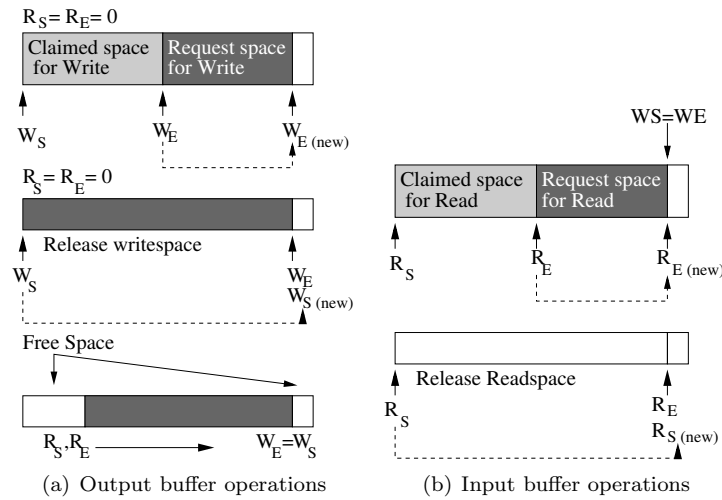 R_S = R_E = 0
Claimed space for Write
Request space for Write
W_S
W_E
W_E (new)
R_S = R_E = 0
Release writespace
W_S
W_E
W_S (new)
Free Space
R_S,R_E
W_E=W_S
(a) Output buffer operations
WS=WE
Claimed space for Read
Request space for Read
R_S
R_E
R_E (new)
Release Readspace
R_S
R_E
R_S (new)
(b) Input buffer operations